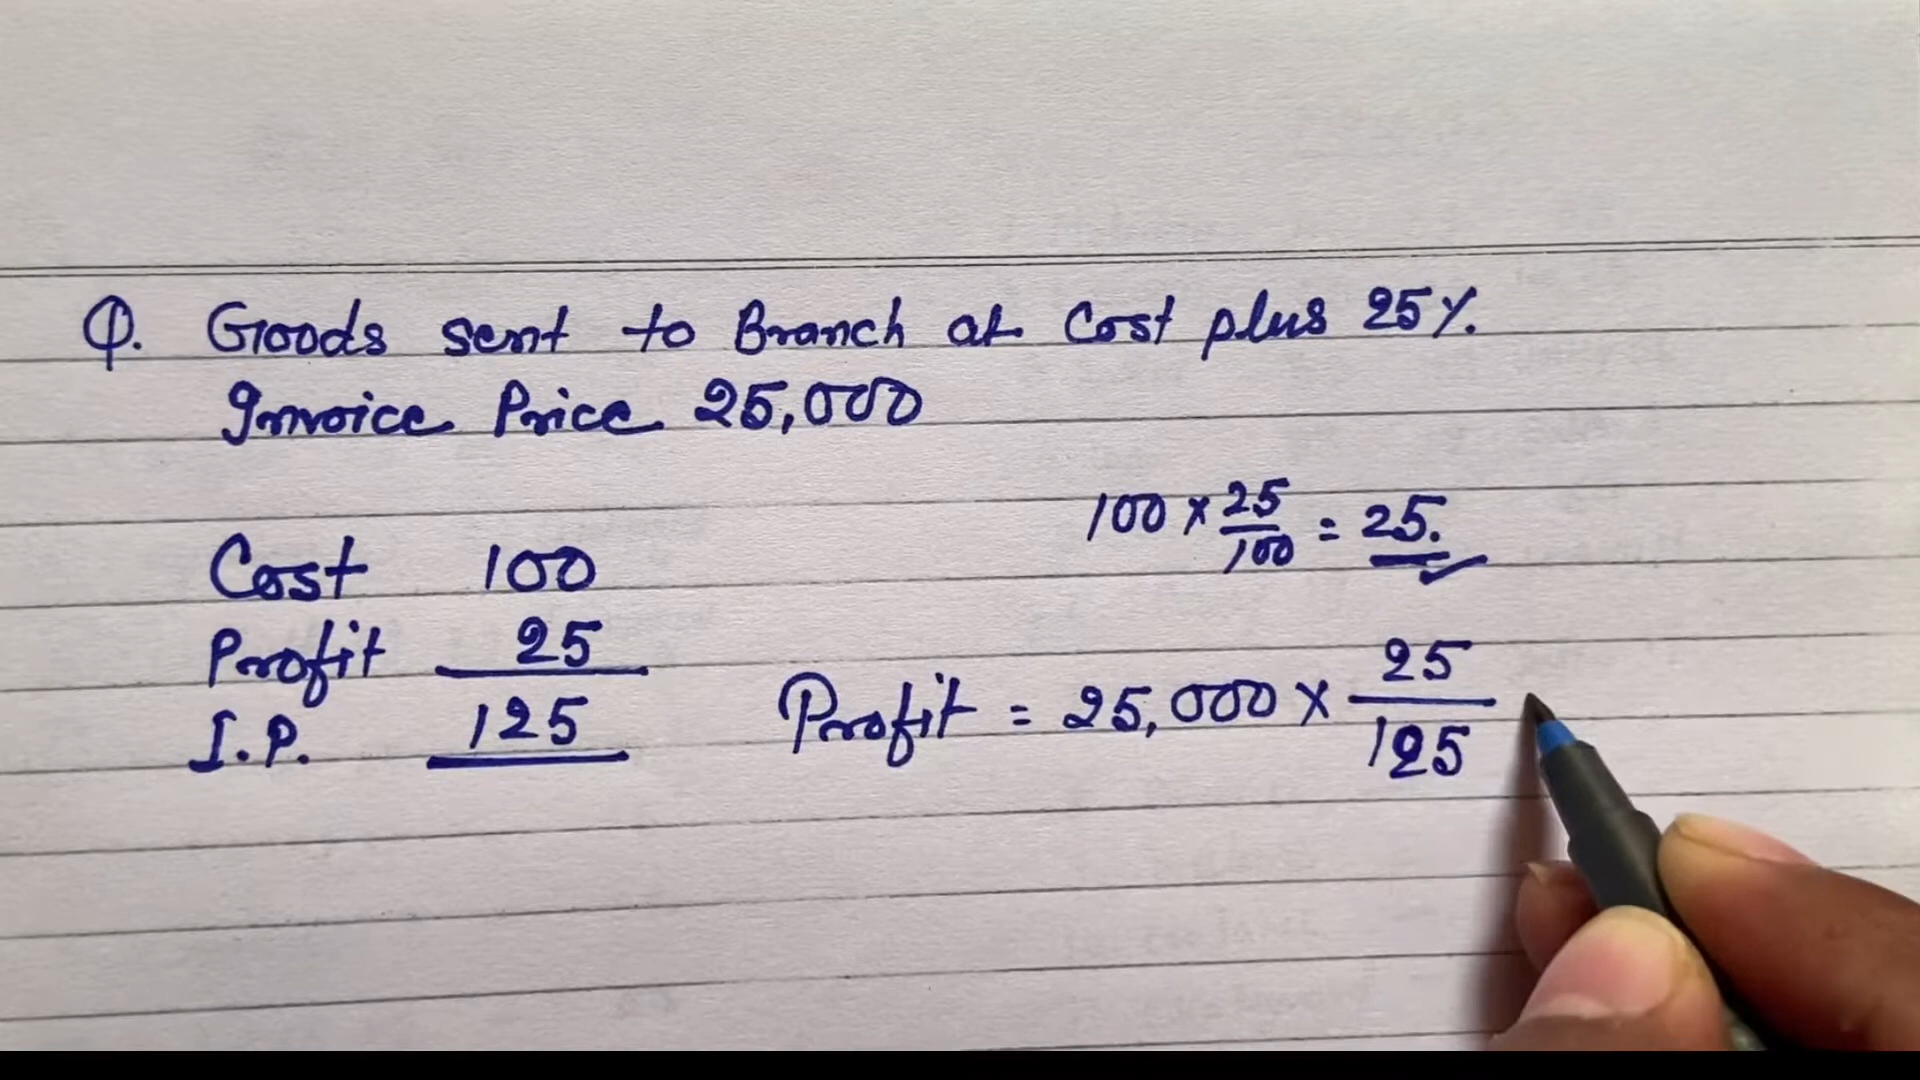 Q. Goods sent to Branch at Cost plus 25%.
Invoice Price 25,000
100 × 25/100 = 25.
Cost 100
Profit 25
I.P. 125
Profit = 25,000 × 25/125